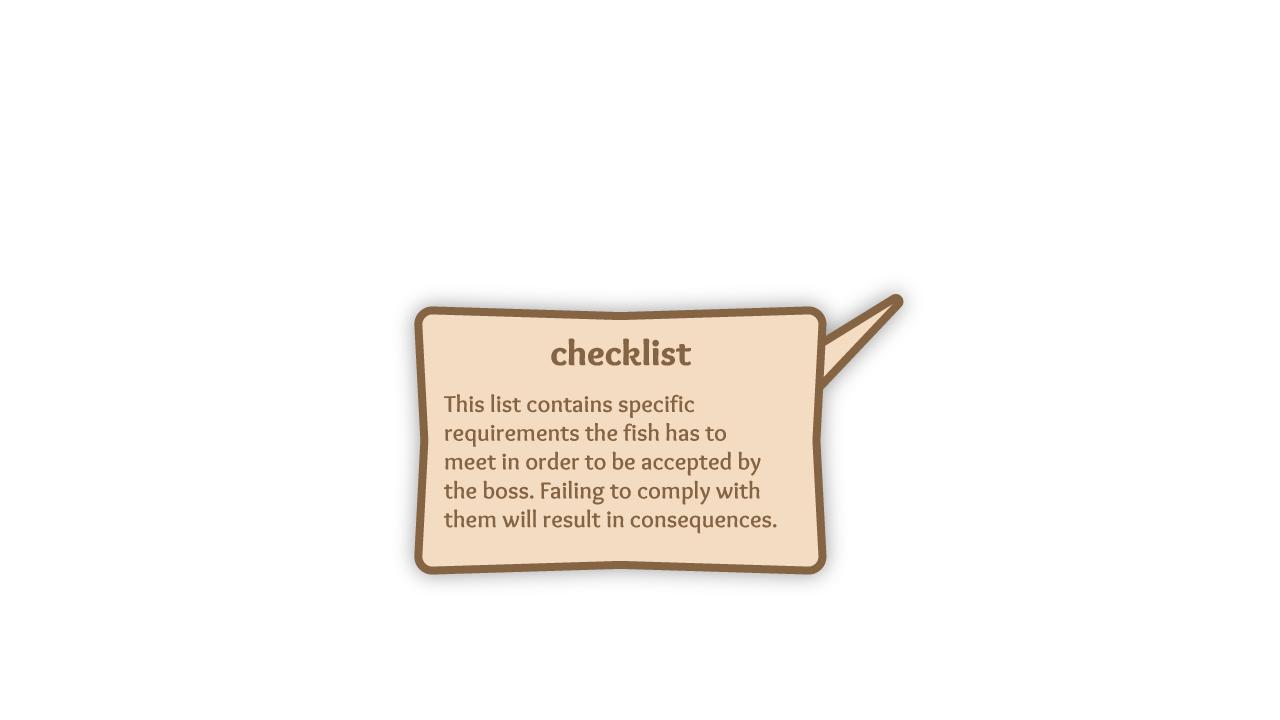 checklist
This list contains specific
requirements the fish has to
meet in order to be accepted by
the boss. Failing to comply with
them will result in consequences.